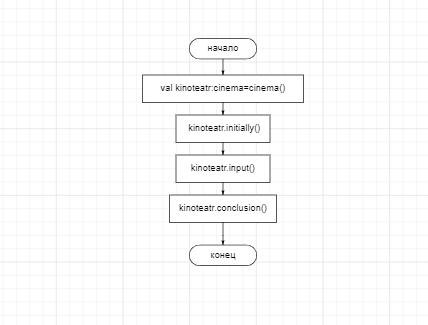 начало
val kinoteatr:cinema=cinema()
kinoteatr.initially()
kinoteatr.input()
kinoteatr.conclusion()
конец